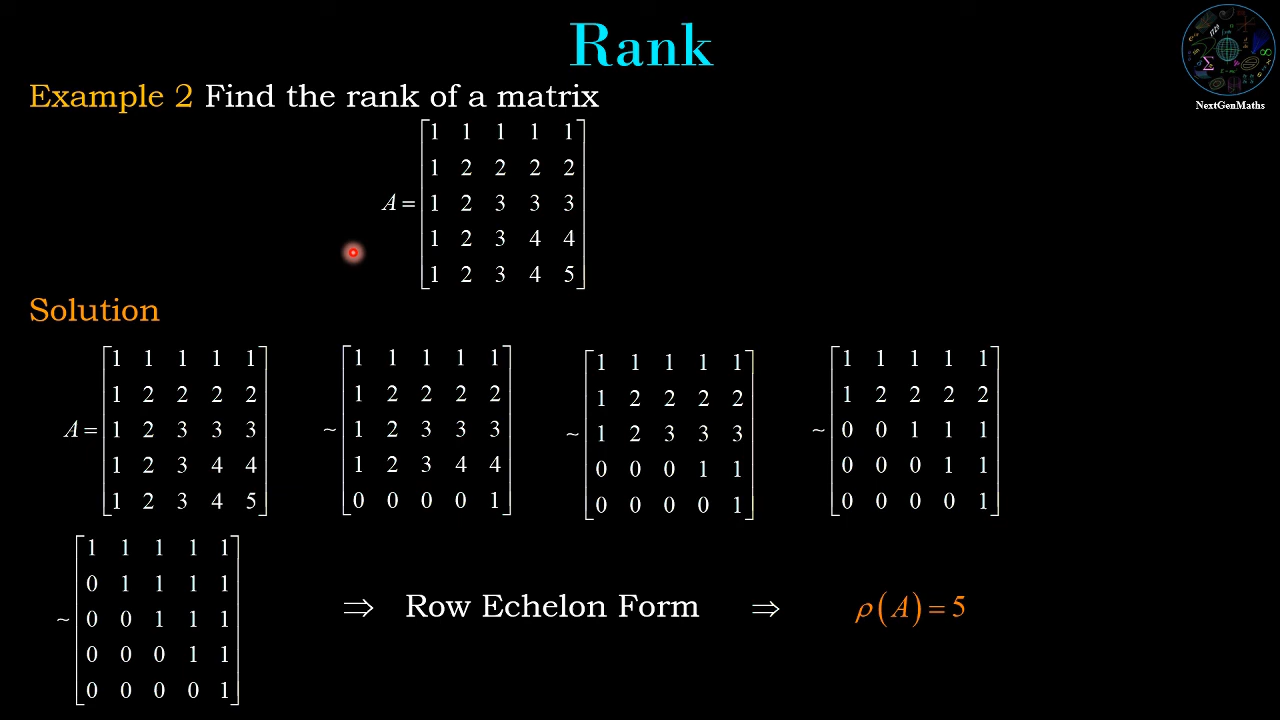 Rank
NextGenMaths
Example 2 Find the rank of a matrix
A = [1 1 1 1 1
1 2 2 2 2
1 2 3 3 3
1 2 3 4 4
1 2 3 4 5]
Solution
A = [1 1 1 1 1
1 2 2 2 2
1 2 3 3 3
1 2 3 4 4
1 2 3 4 5]
~ [1 1 1 1 1
1 2 2 2 2
1 2 3 3 3
1 2 3 4 4
0 0 0 0 1]
~ [1 1 1 1 1
1 2 2 2 2
1 2 3 3 3
0 0 0 1 1
0 0 0 0 1]
~ [1 1 1 1 1
1 2 2 2 2
0 0 1 1 1
0 0 0 1 1
0 0 0 0 1]
~ [1 1 1 1 1
0 1 1 1 1
0 0 1 1 1
0 0 0 1 1
0 0 0 0 1]
⇒ Row Echelon Form ⇒ ρ(A) = 5